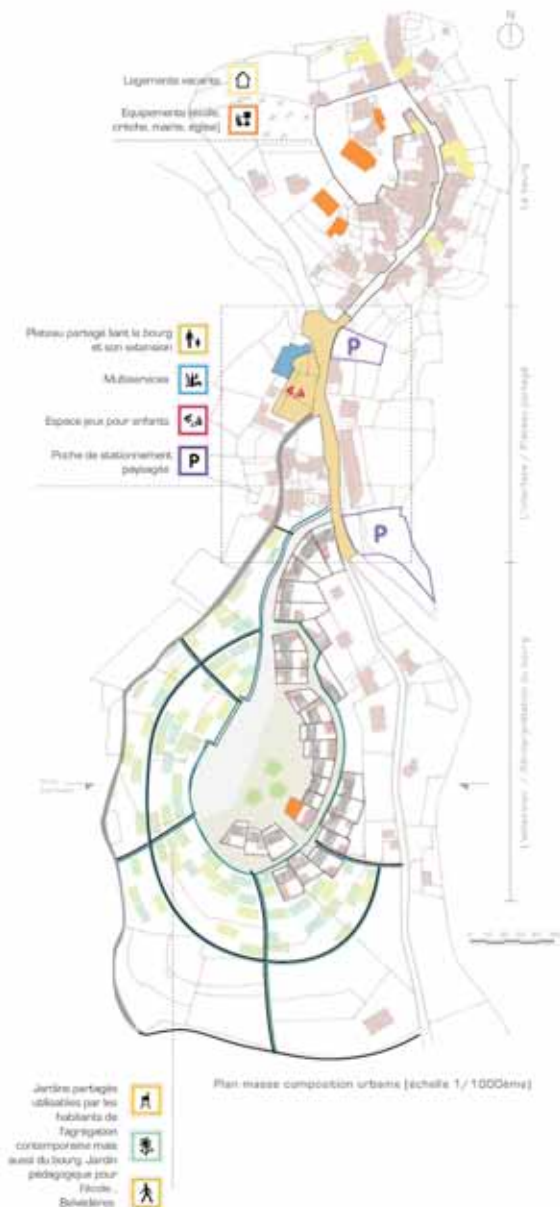 N
Logements vacants
Equipements (école,
crèche, mairie, église)
Le bourg
Plateau partagé liant le bourg
et son extension
Multiservices
Espace jeux pour enfants
Poche de stationnement
paysagée
P
P
P
L'interface / Plateau partagé
L'extension / Réinterprétation du bourg
Plan masse composition urbaine (échelle 1/1000ème)
Jardins partagés
utilisables par les
habitants de
l'agrégation
contemporaine mais
aussi du bourg. Jardin
pédagogique pour
l'école...
Belvédères.